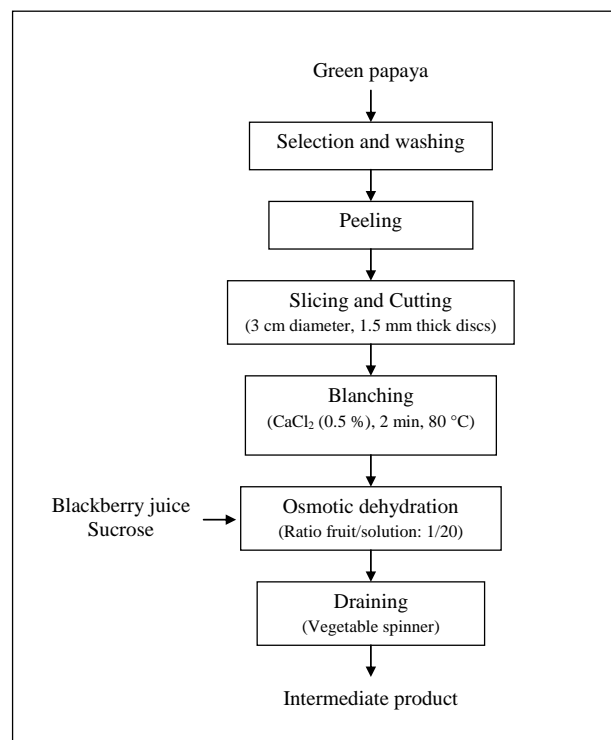 Green papaya
Selection and washing
Peeling
Slicing and Cutting
(3 cm diameter, 1.5 mm thick discs)
Blanching
(CaCl₂ (0.5 %), 2 min, 80 °C)
Blackberry juice
Sucrose
Osmotic dehydration
(Ratio fruit/solution: 1/20)
Draining
(Vegetable spinner)
Intermediate product